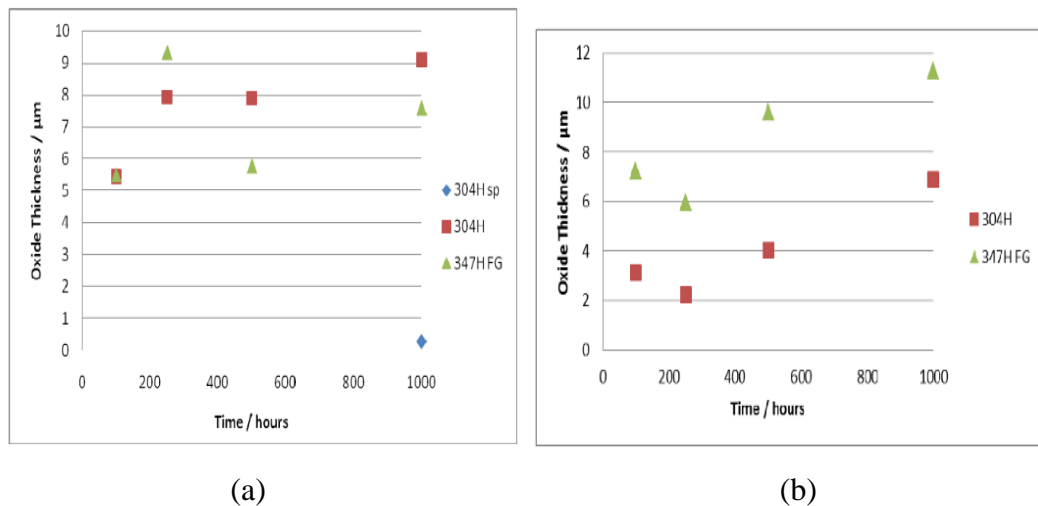 10
9
8
7
6
5
4
3
2
1
0
Oxide Thickness / µm
0 200 400 600 800 1000
Time / hours
304H sp
304H
347H FG
(a)
12
10
8
6
4
2
0
Oxide Thickness / µm
0 200 400 600 800 1000
Time / hours
304H
347H FG
(b)